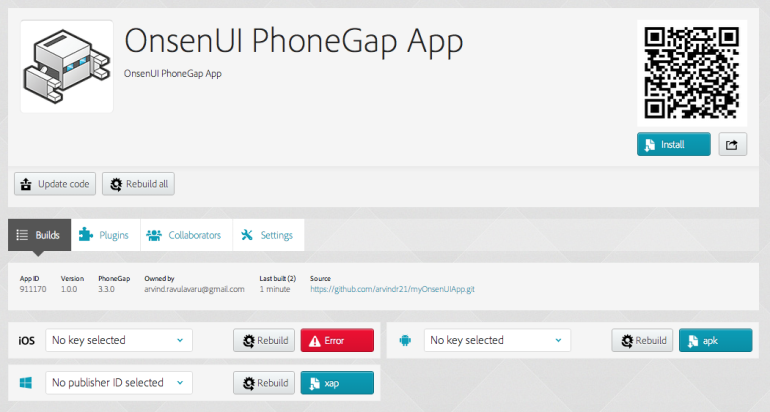 OnsenUI PhoneGap App
OnsenUI PhoneGap App
Install
Update code
Rebuild all
Builds
Plugins
Collaborators
Settings
App ID Version PhoneGap Owned by Last built (2) Source
911170 1.0.0 3.3.0 arvind.ravulavaru@gmail.com 1 minute https://github.com/arvindr21/myOnsenUIApp.git
iOS No key selected Rebuild Error
No key selected Rebuild apk
No publisher ID selected Rebuild xap